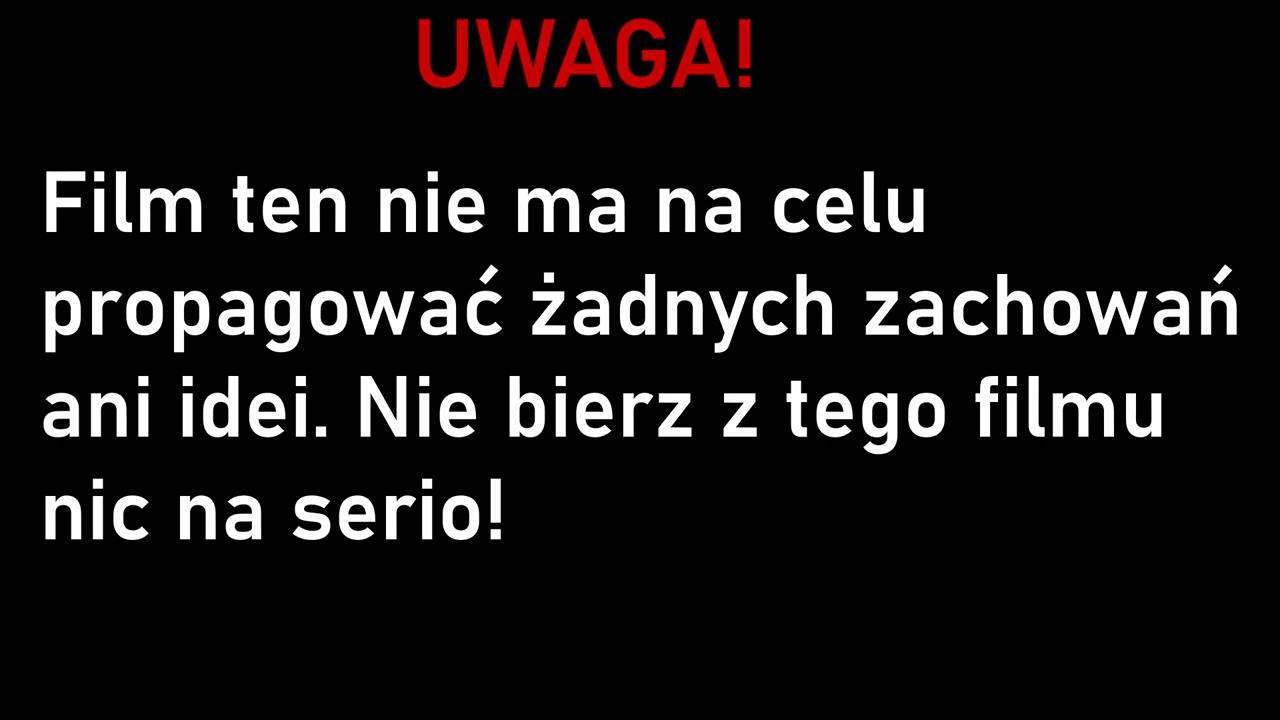 UWAGA!
Film ten nie ma na celu
propagować żadnych zachowań
ani idei. Nie bierz z tego filmu
nic na serio!